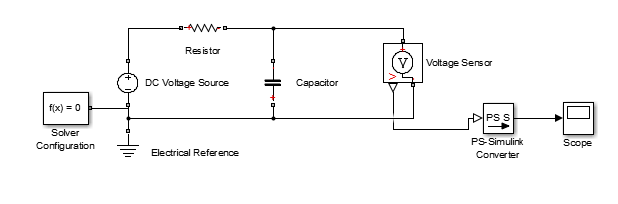 Resistor
DC Voltage Source
Capacitor
V
Voltage Sensor
f(x) = 0
Solver
Configuration
Electrical Reference
PS S
PS-Simulink
Converter
Scope